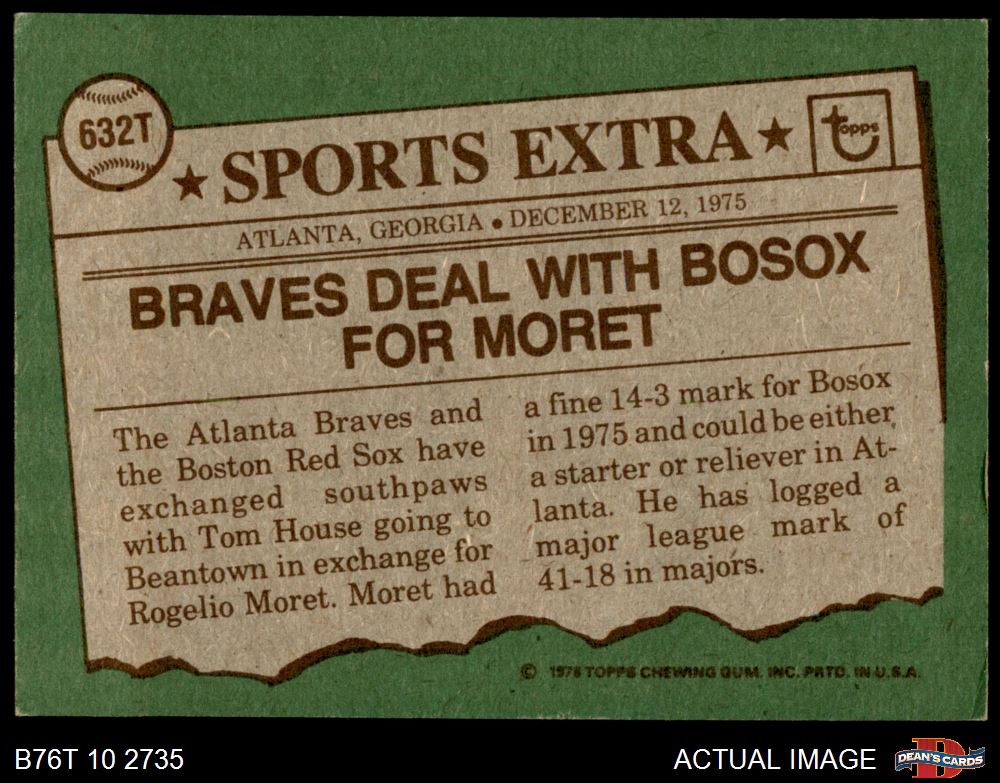 632T
★ SPORTS EXTRA ★
topps
ATLANTA, GEORGIA • DECEMBER 12, 1975
BRAVES DEAL WITH BOSOX
FOR MORET
The Atlanta Braves and
the Boston Red Sox have
exchanged southpaws
with Tom House going to
Beantown in exchange for
Rogelio Moret. Moret had
a fine 14-3 mark for Bosox
in 1975 and could be either
a starter or reliever in At-
lanta. He has logged a
major league mark of
41-18 in majors.
© 1976 TOPPS CHEWING GUM. INC. PRTD. IN U.S.A.
B76T 10 2735
ACTUAL IMAGE
D
DEAN'S CARDS